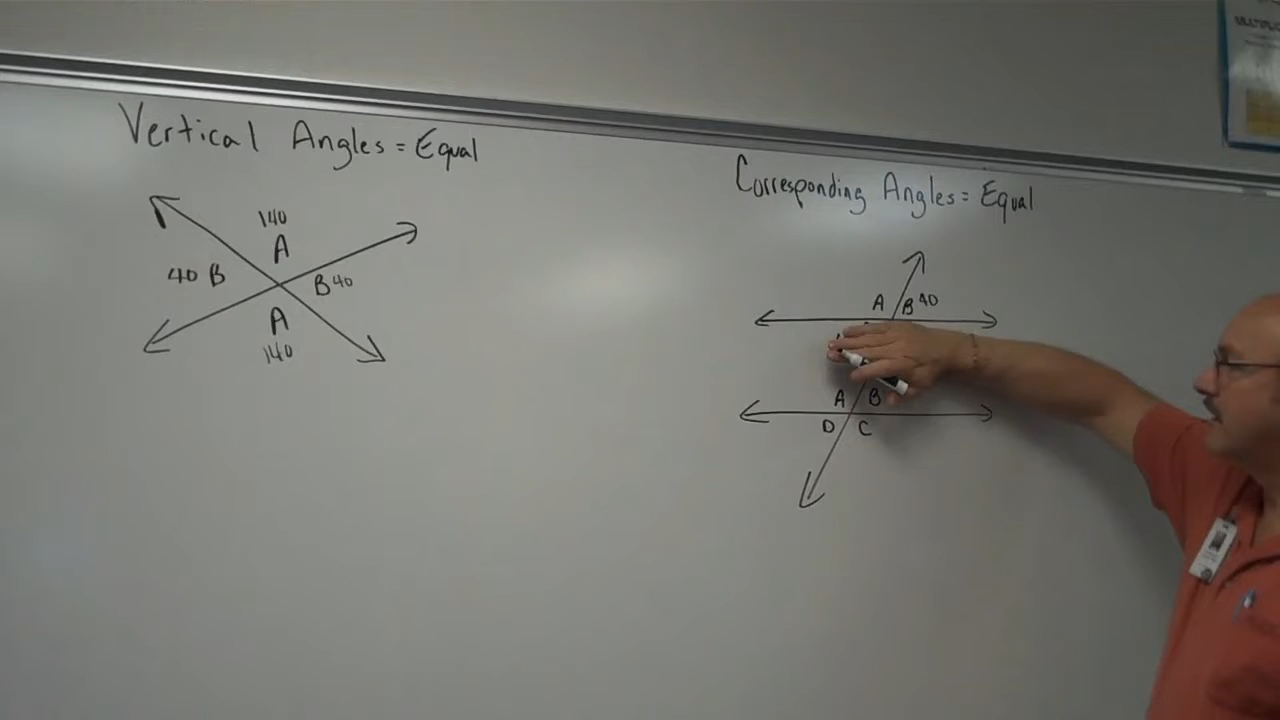 Vertical Angles = Equal
140
A
40 B
B 40
A
140
Corresponding Angles = Equal
A B 40
A B
D C